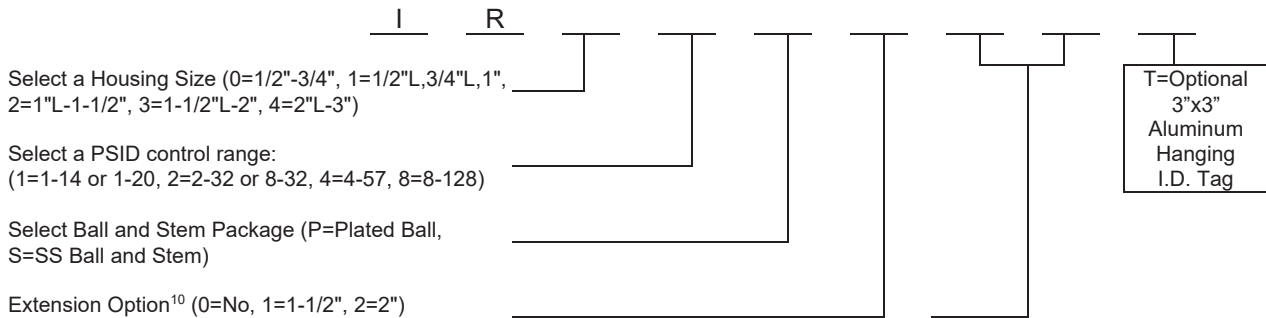 I R
Select a Housing Size (0=1/2"-3/4", 1=1/2"L,3/4"L,1",
2=1"L-1-1/2", 3=1-1/2"L-2", 4=2"L-3")
Select a PSID control range:
(1=1-14 or 1-20, 2=2-32 or 8-32, 4=4-57, 8=8-128)
Select Ball and Stem Package (P=Plated Ball,
S=SS Ball and Stem)
Extension Option¹⁰ (0=No, 1=1-1/2", 2=2")
T=Optional
3”x3”
Aluminum
Hanging
I.D. Tag